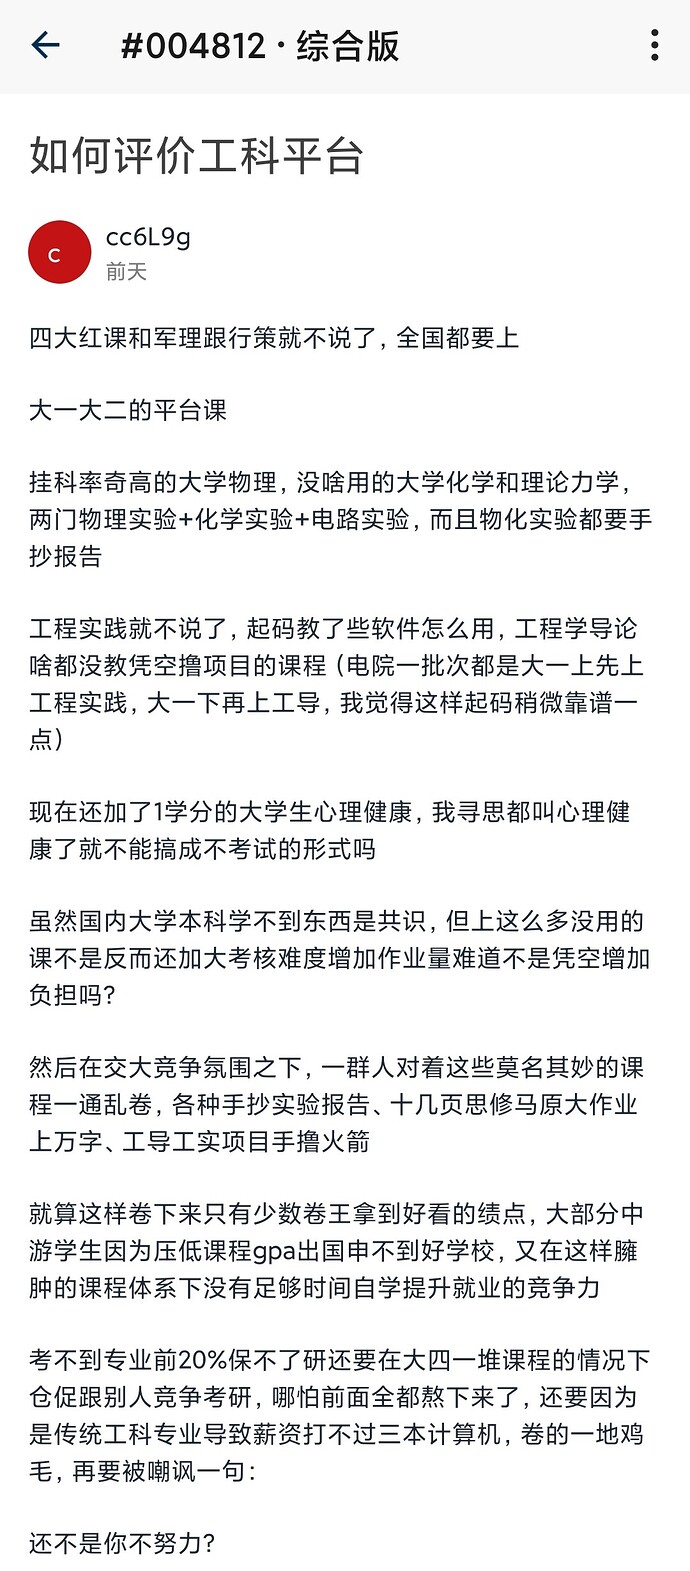 #004812 · 综合版
如何评价工科平台
c
cc6L9g
前天
四大红课和军理跟行策就不说了, 全国都要上
大一大二的平台课
挂科率奇高的大学物理, 没啥用的大学化学和理论力学,
两门物理实验+化学实验+电路实验, 而且物化实验都要手
抄报告
工程实践就不说了, 起码教了些软件怎么用, 工程学导论
啥都没教凭空撸项目的课程 (电院一批次都是大一上先上
工程实践, 大一下再上工导, 我觉得这样起码稍微靠谱一
点)
现在还加了1学分的大学生心理健康, 我寻思都叫心理健
康了就不能搞成不考试的形式吗
虽然国内大学本科学不到东西是共识, 但上这么多没用的
课不是反而还加大考核难度增加作业量难道不是凭空增加
负担吗?
然后在交大竞争氛围之下, 一群人对着这些莫名其妙的课
程一通乱卷, 各种手抄实验报告、十几页思修马原大作业
上万字、工导工实项目手撸火箭
就算这样卷下来只有少数卷王拿到好看的绩点, 大部分中
游学生因为压低课程gpa出国申不到好学校, 又在这样臃
肿的课程体系下没有足够时间自学提升就业的竞争力
考不到专业前20%保不了研还要在大四一堆课程的情况下
仓促跟别人竞争考研, 哪怕前面全都熬下来了, 还要因为
是传统工科专业导致薪资打不过三本计算机, 卷的一地鸡
毛, 再要被嘲讽一句:
还不是你不努力?